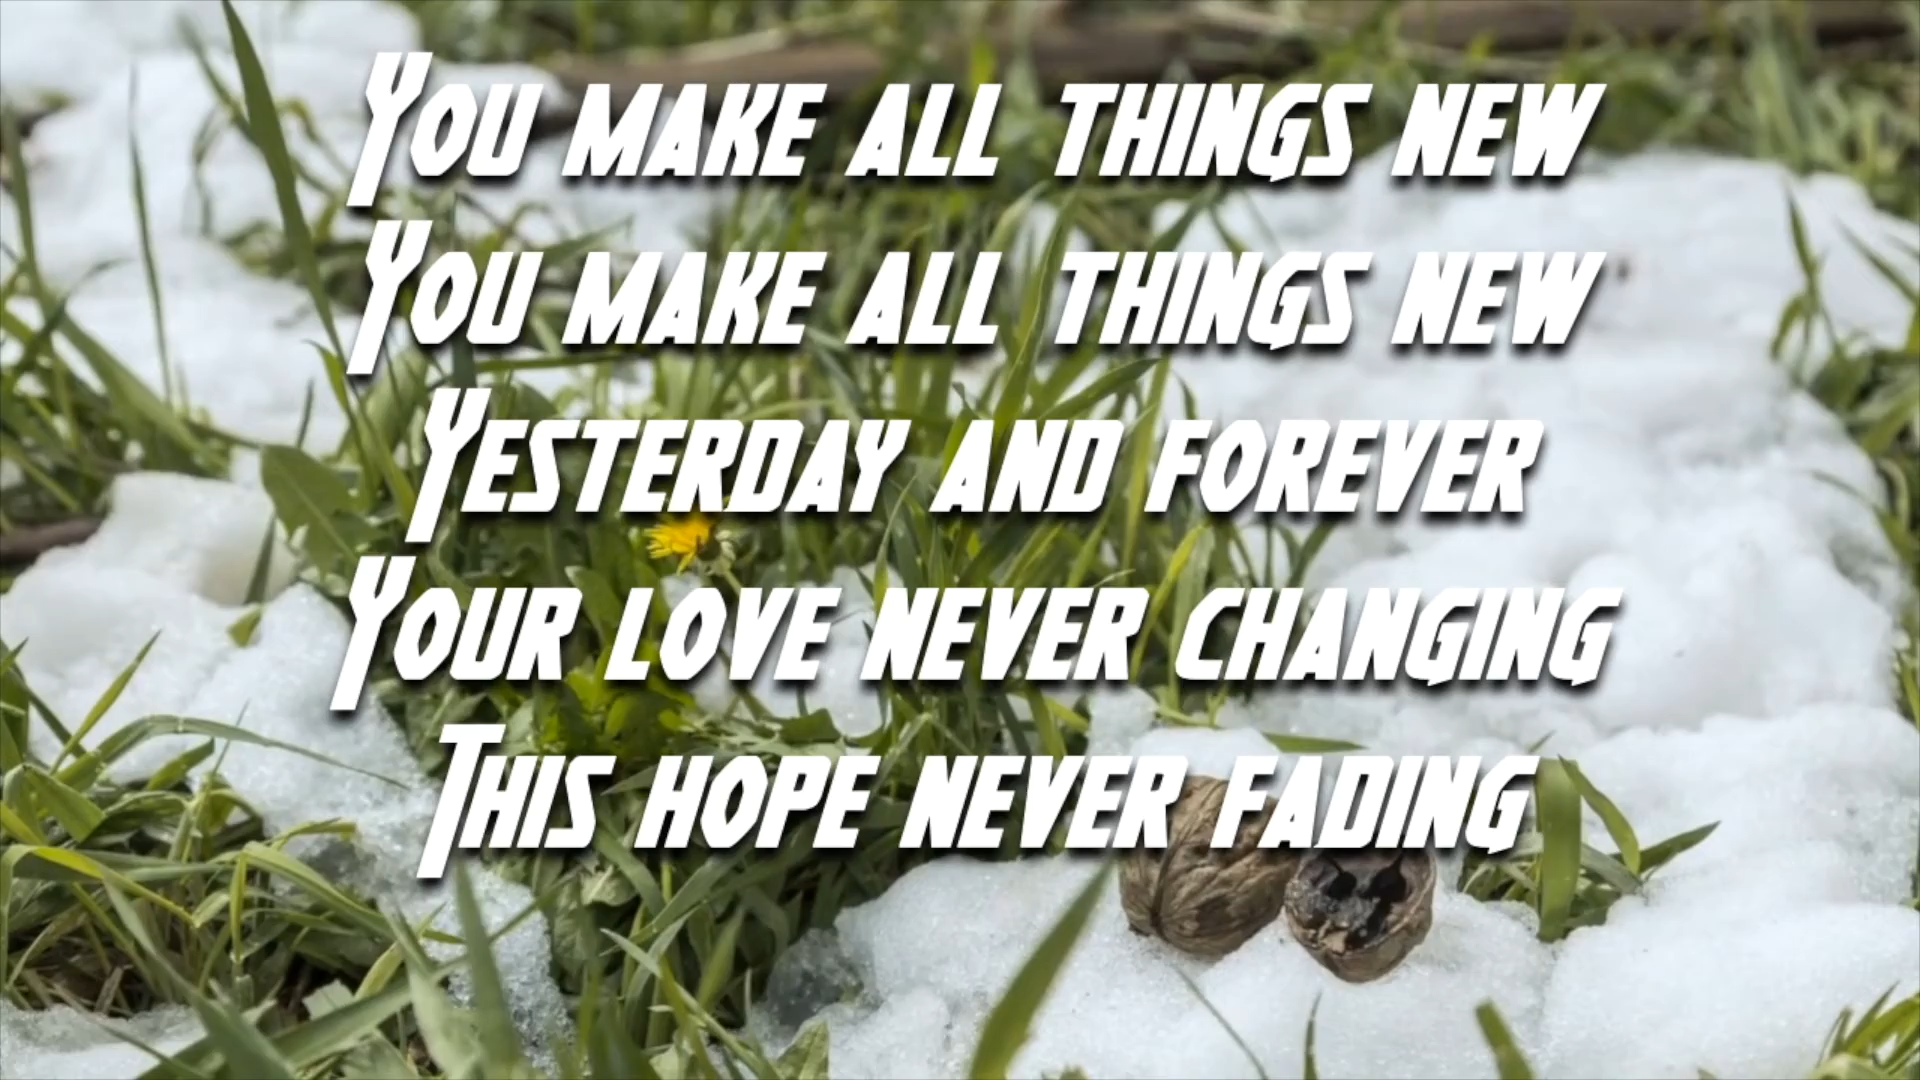 You make all things new
You make all things new
Yesterday and forever
Your love never changing
This hope never fading